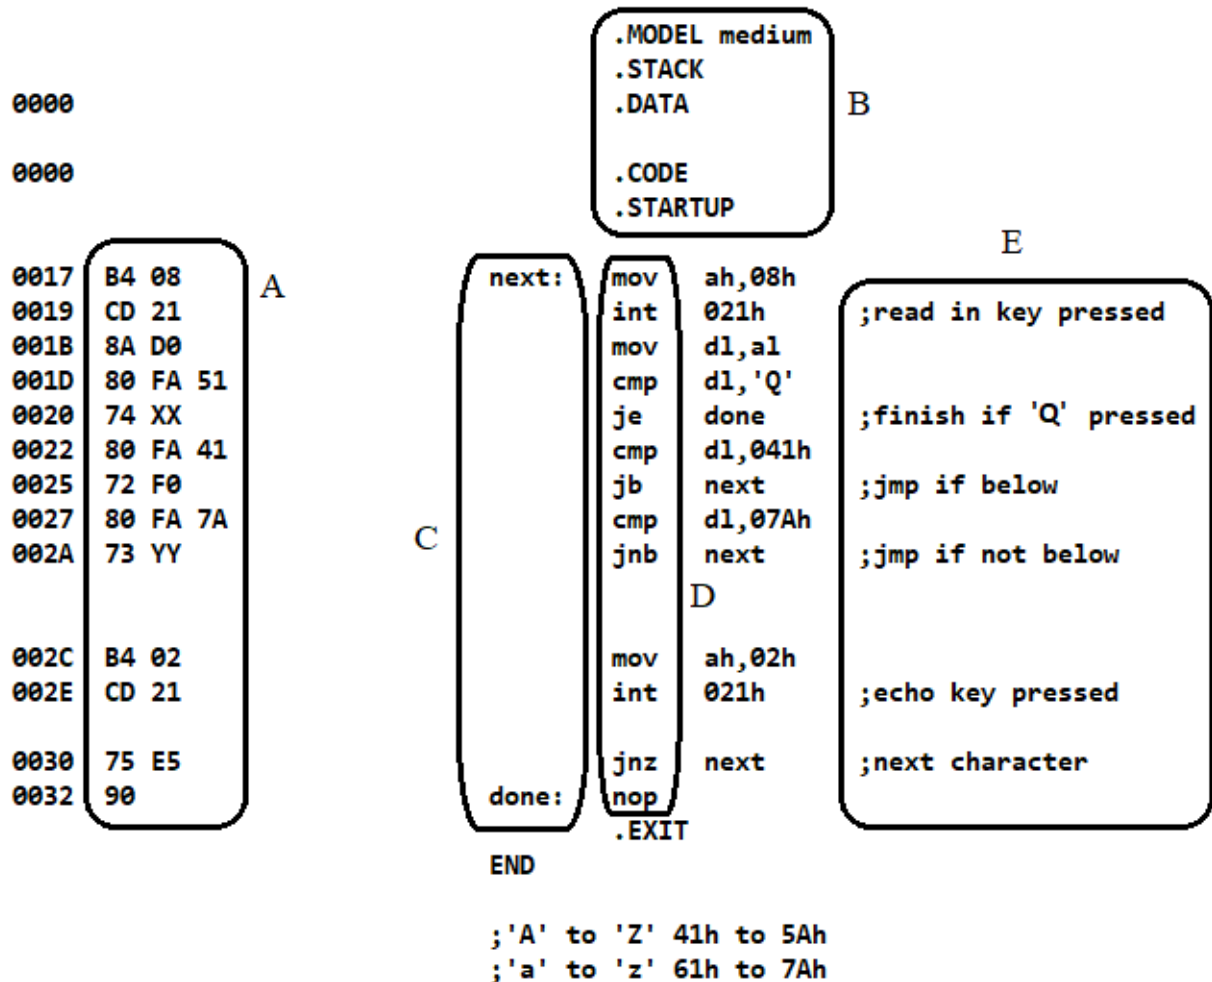 .MODEL medium
.STACK
0000 .DATA B
0000 .CODE
.STARTUP
E
0017 B4 08 A next: mov ah,08h
0019 CD 21 int 021h ;read in key pressed
001B 8A D0 mov dl,al
001D 80 FA 51 cmp dl,'Q'
0020 74 XX je done ;finish if 'Q' pressed
0022 80 FA 41 cmp dl,041h
0025 72 F0 jb next ;jmp if below
0027 80 FA 7A cmp dl,07Ah
C
002A 73 YY jnb next ;jmp if not below
D
002C B4 02 mov ah,02h
002E CD 21 int 021h ;echo key pressed
0030 75 E5 jnz next ;next character
0032 90 done: nop
.EXIT
END
;'A' to 'Z' 41h to 5Ah
;'a' to 'z' 61h to 7Ah